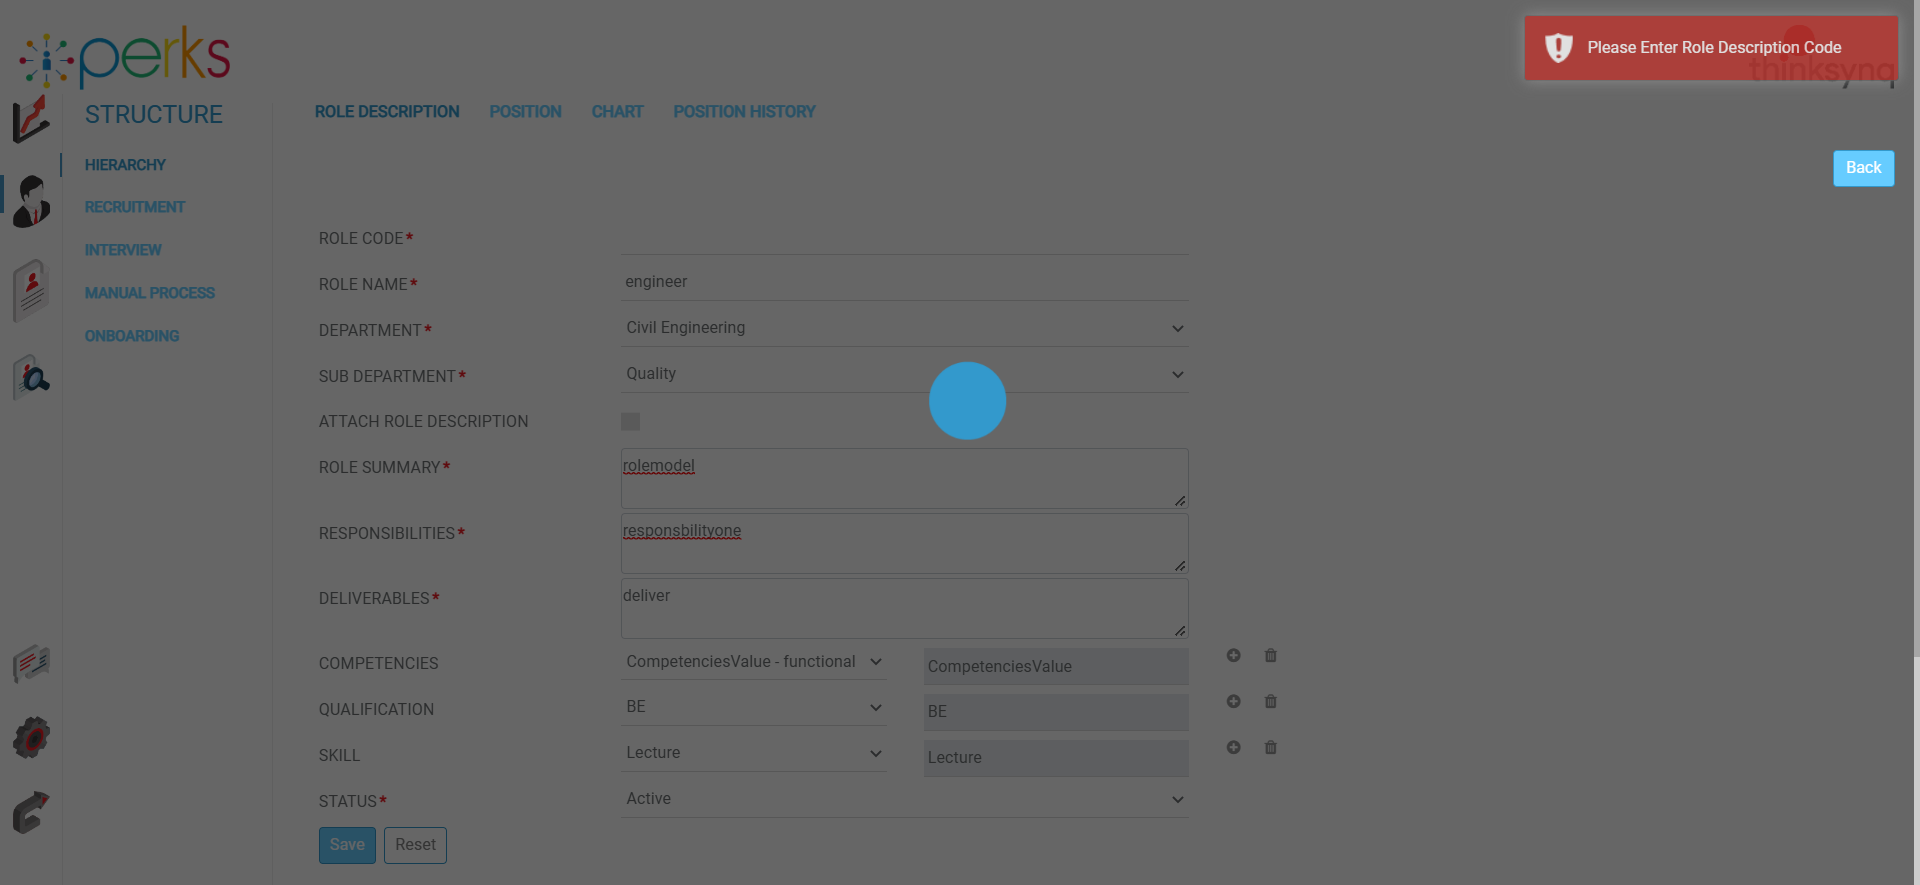 perks
Please Enter Role Description Code
thinksynq
STRUCTURE
ROLE DESCRIPTION POSITION CHART POSITION HISTORY
Back
HIERARCHY
RECRUITMENT
INTERVIEW
MANUAL PROCESS
ONBOARDING
ROLE CODE*
ROLE NAME* engineer
DEPARTMENT* Civil Engineering
SUB DEPARTMENT* Quality
ATTACH ROLE DESCRIPTION
ROLE SUMMARY* rolemodel
RESPONSIBILITIES* responsbilityone
DELIVERABLES* deliver
COMPETENCIES CompetenciesValue - functional CompetenciesValue
QUALIFICATION BE BE
SKILL Lecture Lecture
STATUS* Active
Save Reset